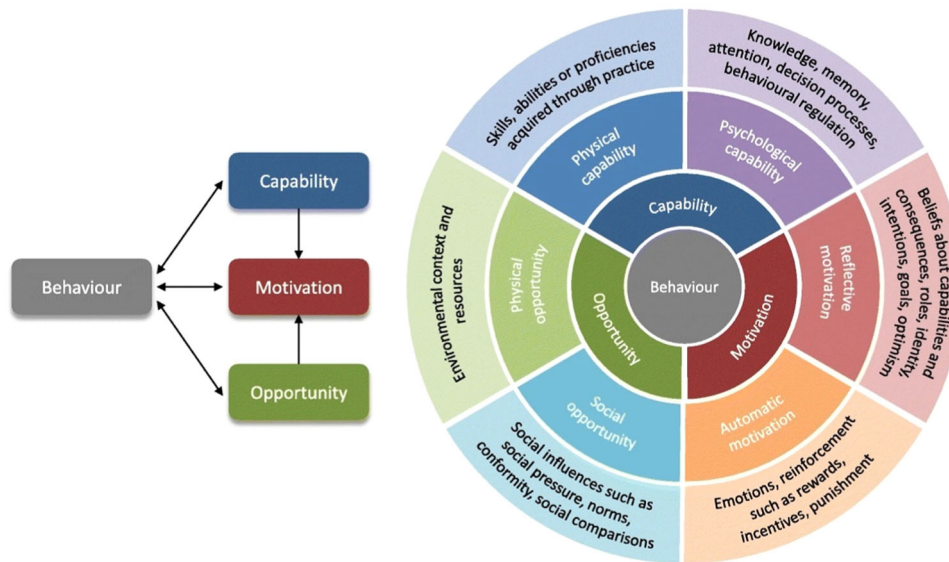 Capability
Behaviour
Motivation
Opportunity
Skills, abilities or proficiencies
acquired through practice
Knowledge, memory,
attention, decision processes,
behavioural regulation
Physical
capability
Psychological
capability
Capability
Environmental context and
resources
Physical
opportunity
Opportunity
Behaviour
Motivation
Reflective
motivation
Beliefs about capabilities and
consequences, roles, identity,
intentions, goals, optimism
Social
opportunity
Automatic
motivation
Social influences such as
social pressure, norms,
conformity, social comparisons
Emotions, reinforcement
such as rewards,
incentives, punishment